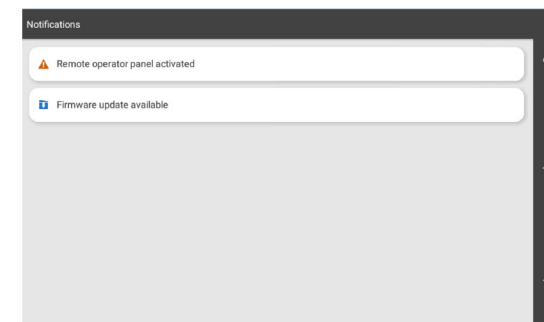 Notifications
Remote operator panel activated
Firmware update available